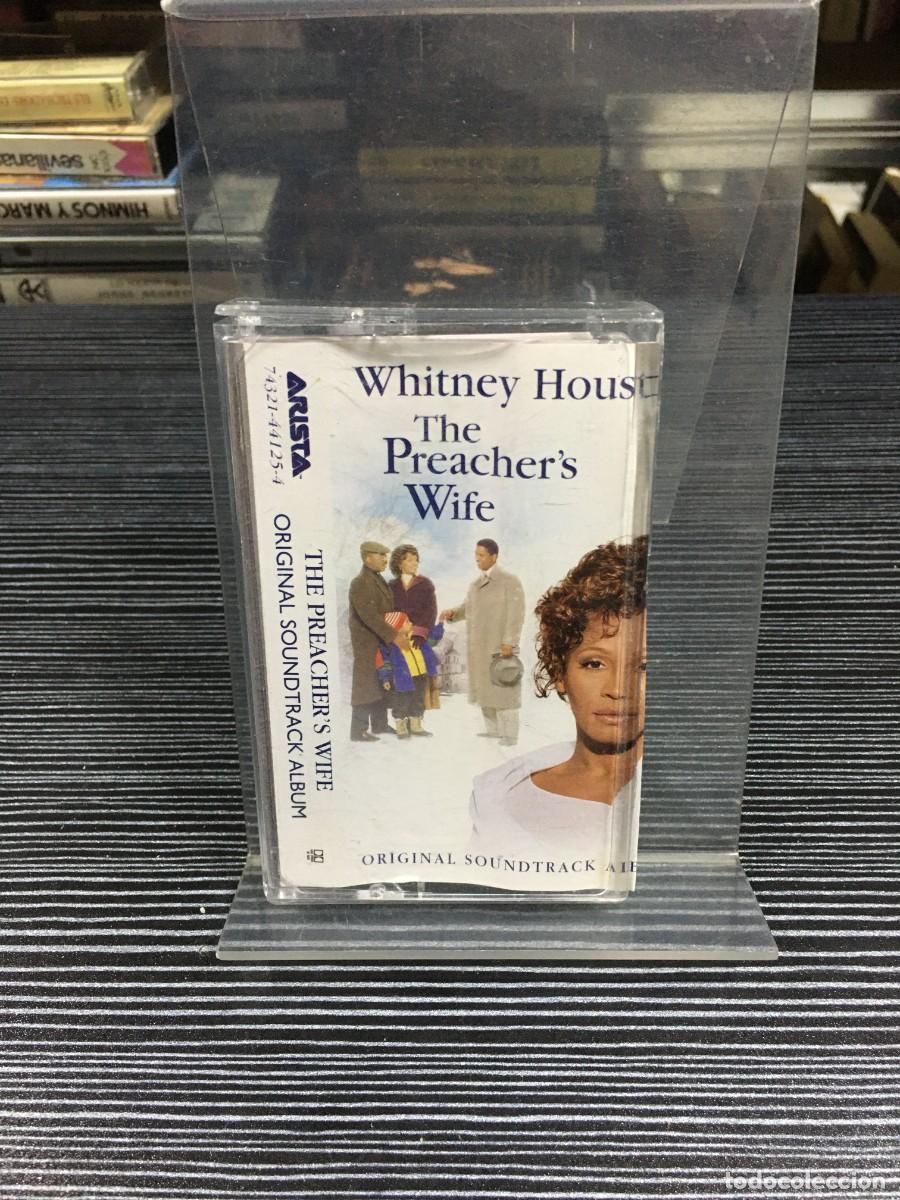 sevillanas
HIMNOS Y MARC
Whitney Houst
The
Preacher's
Wife
ORIGINAL SOUNDTRACK ALB
ARISTA
74321-44125-4
THE PREACHER'S WIFE
ORIGINAL SOUNDTRACK ALBUM
todocoleccion